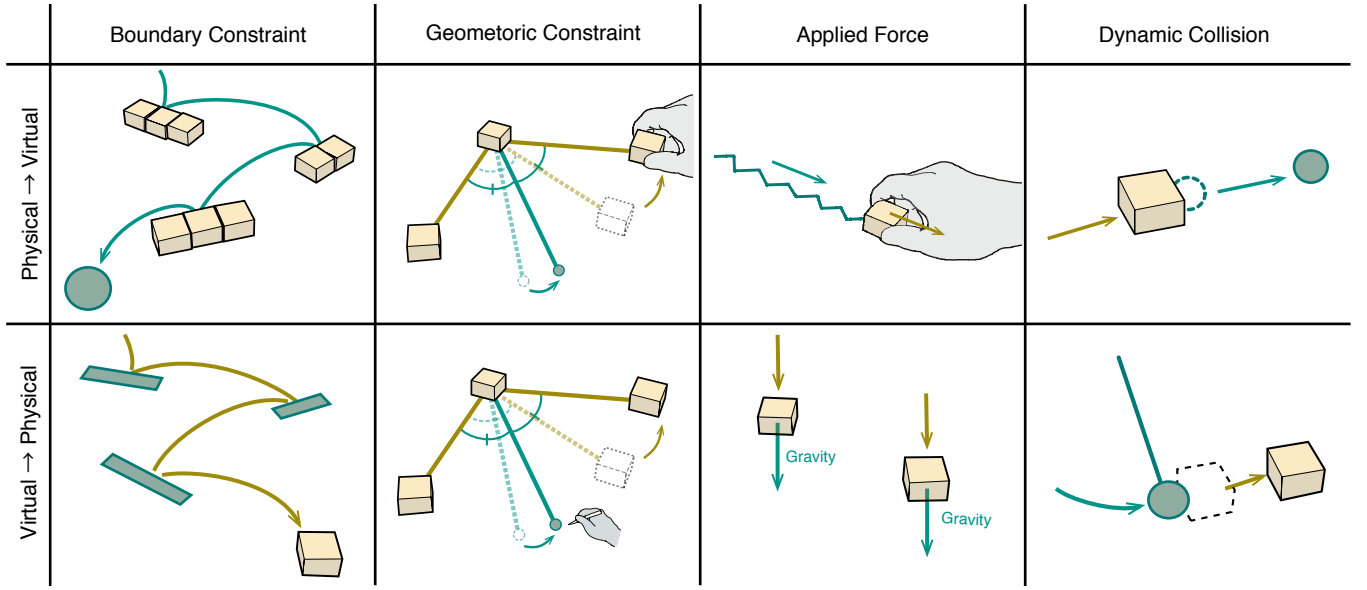 Boundary Constraint
Geometoric Constraint
Applied Force
Dynamic Collision
Physical → Virtual
Virtual → Physical
Gravity
Gravity